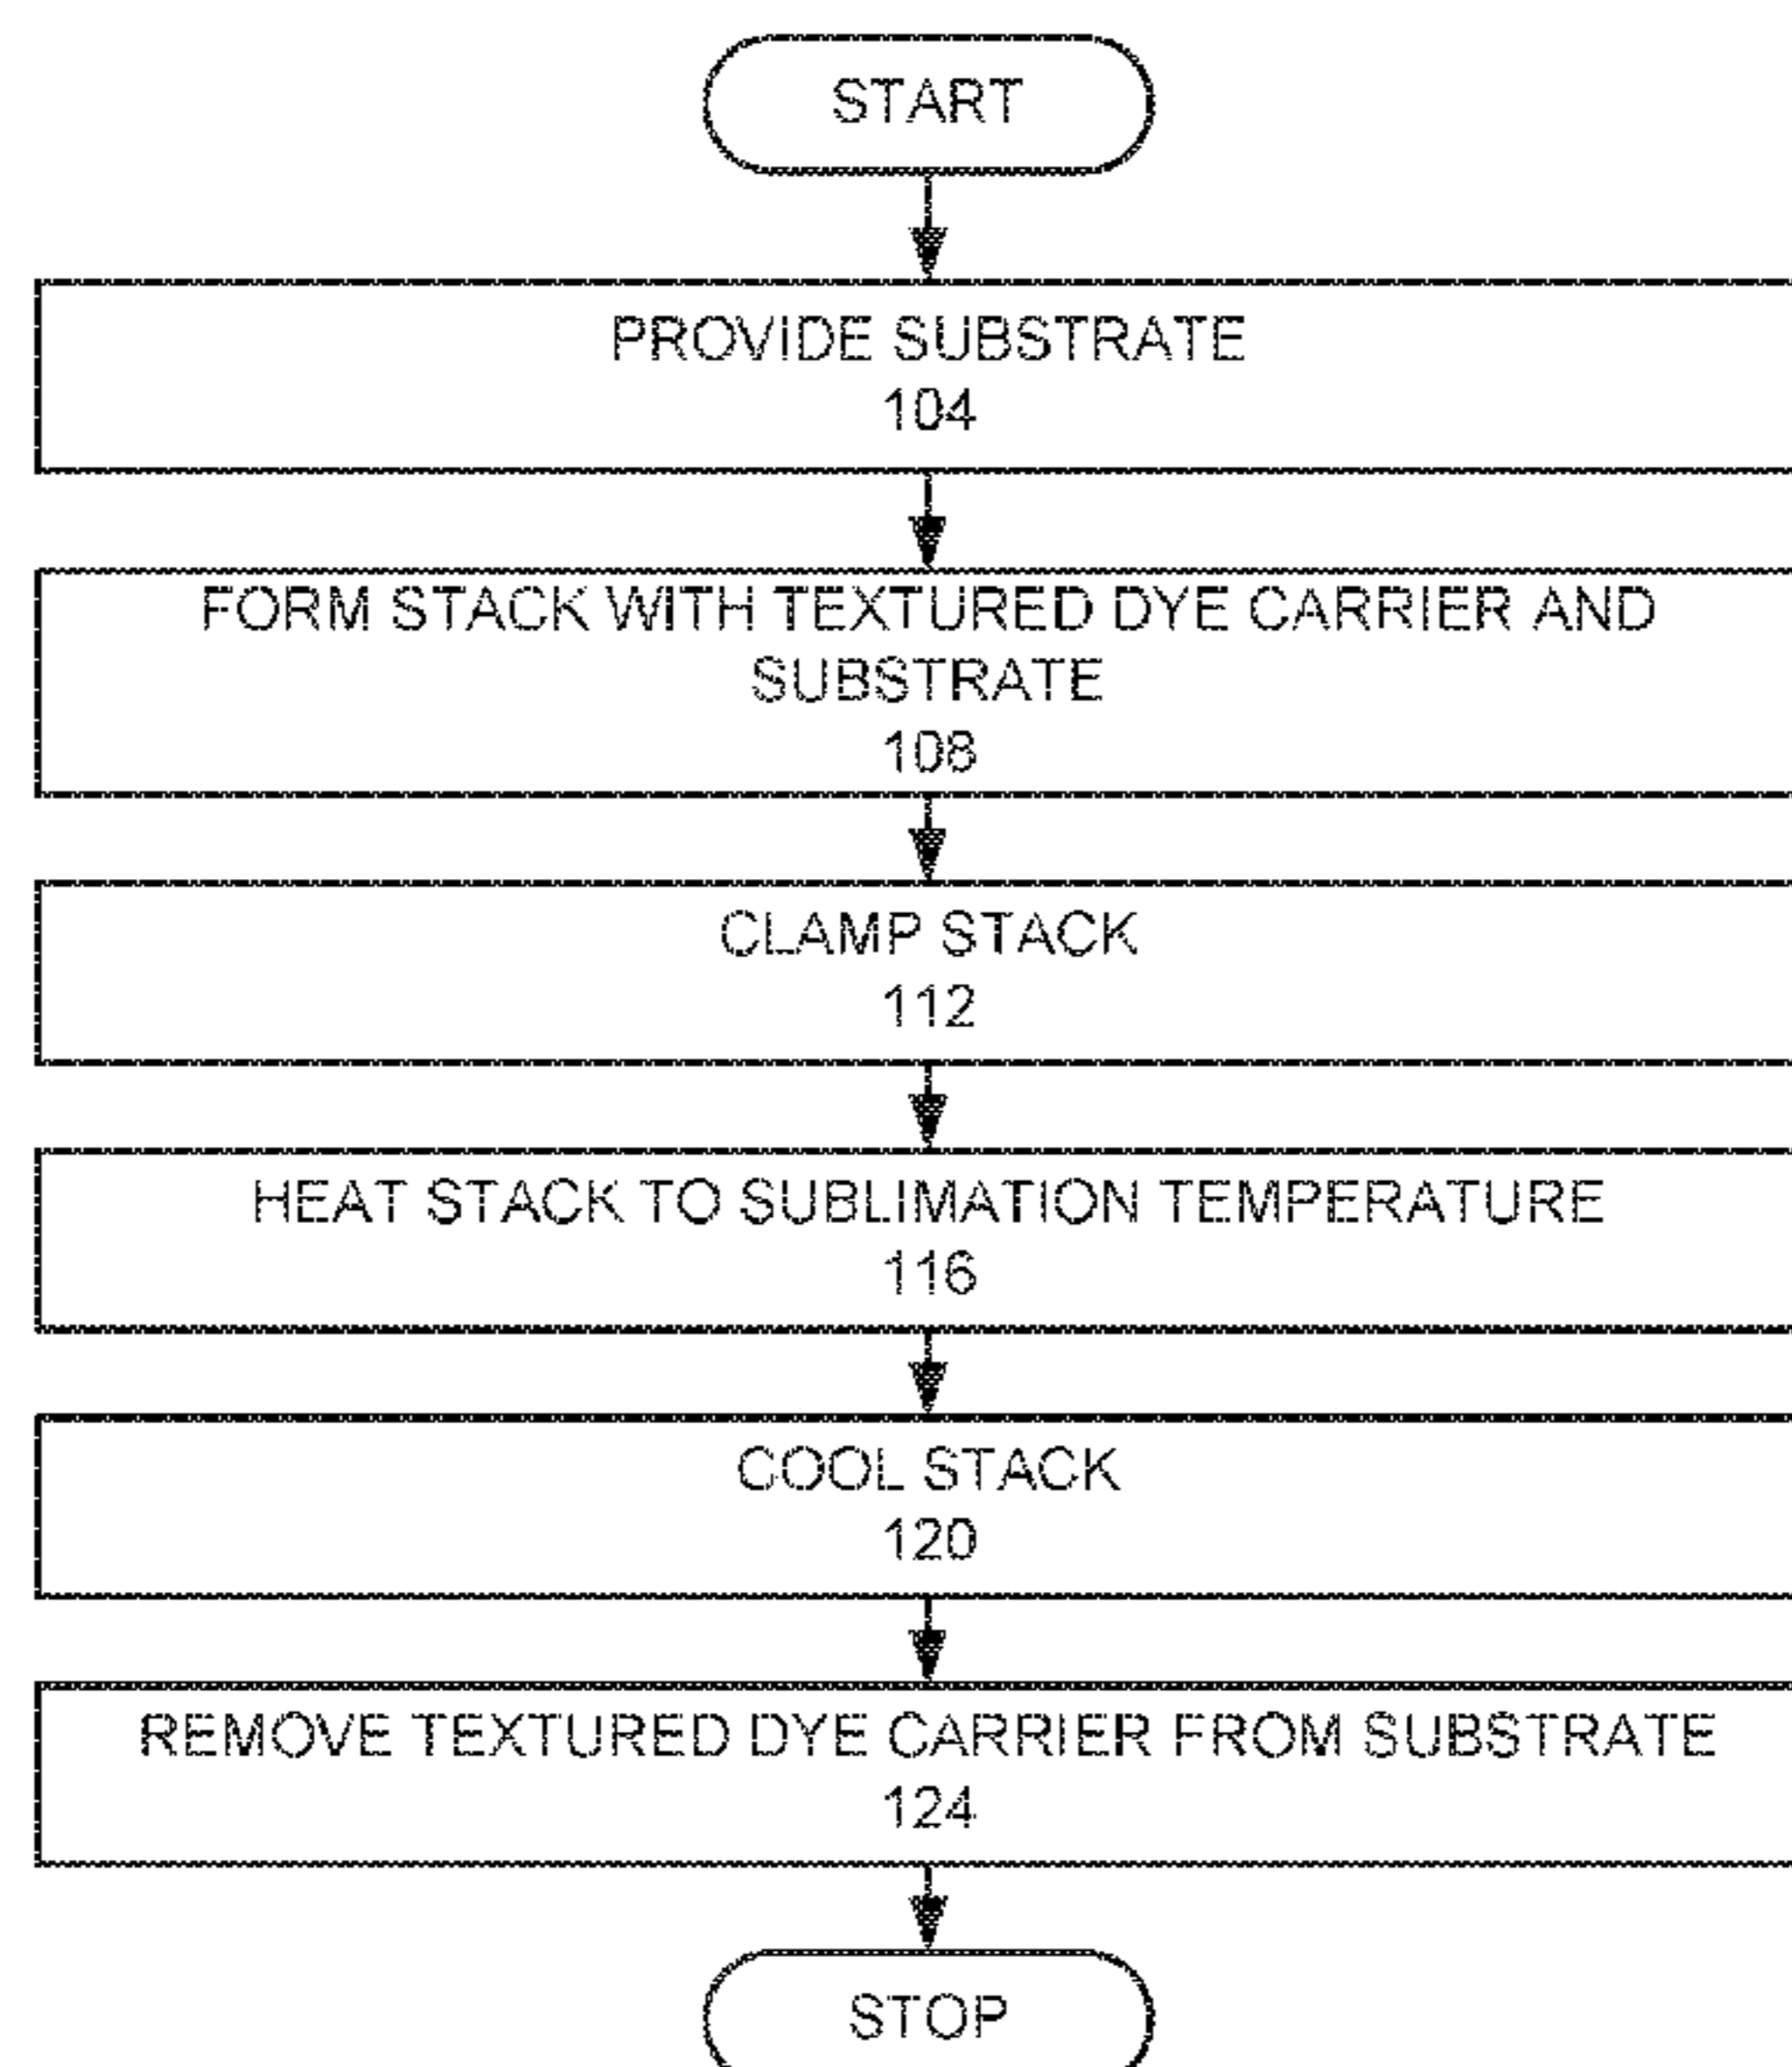 START
PROVIDE SUBSTRATE
104
FORM STACK WITH TEXTURED DYE CARRIER AND
SUBSTRATE
108
CLAMP STACK
112
HEAT STACK TO SUBLIMATION TEMPERATURE
116
COOL STACK
120
REMOVE TEXTURED DYE CARRIER FROM SUBSTRATE
124
STOP